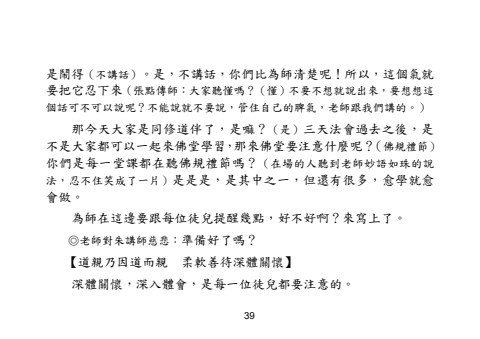 是鬧得（不講話）。是，不講話，你們比為師清楚呢！所以，這個氣就
要把它忍下來（張點傳師：大家聽懂嗎？（懂）不要不想就說出來，要想想這
個話可不可以說呢？不能說就不要說，管住自己的脾氣，老師跟我們講的。）
那今天大家是同修道伴了，是嘛？（是）三天法會過去之後，是
不是大家都可以一起來佛堂學習，那來佛堂要注意什麼呢？（佛規禮節）
你們是每一堂課都在聽佛規禮節嗎？（在場的人聽到老師妙語如珠的說
法，忍不住笑成了一片）是是是，是其中之一，但還有很多，愈學就愈
會做。
為師在這邊要跟每位徒兒提醒幾點，好不好啊？來寫上了。
◎老師對朱講師慈悲：準備好了嗎？
【道親乃因道而親　柔軟善待深體關懷】
深體關懷，深入體會，是每一位徒兒都要注意的。
39